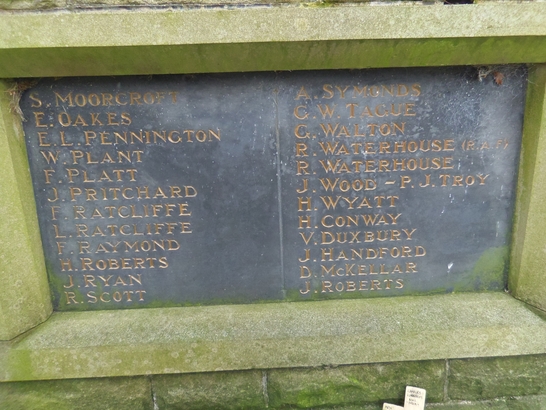 S. MOORCROFT
E. OAKES
E. L. PENNINGTON
W. PLANT
F. PLATT
J. PRITCHARD
F. RATCLIFFE
L. RATCLIFFE
F. RAYMOND
H. ROBERTS
J. RYAN
R. SCOTT
A. SYMONDS
G. W. TAGUE
G. WALTON
R. WATERHOUSE (R.A.F)
R. WATERHOUSE
J. WOOD - P. J. TROY
H. WYATT
H. CONWAY
V. DUXBURY
J. HANDFORD
D. MCKELLAR
J. ROBERTS